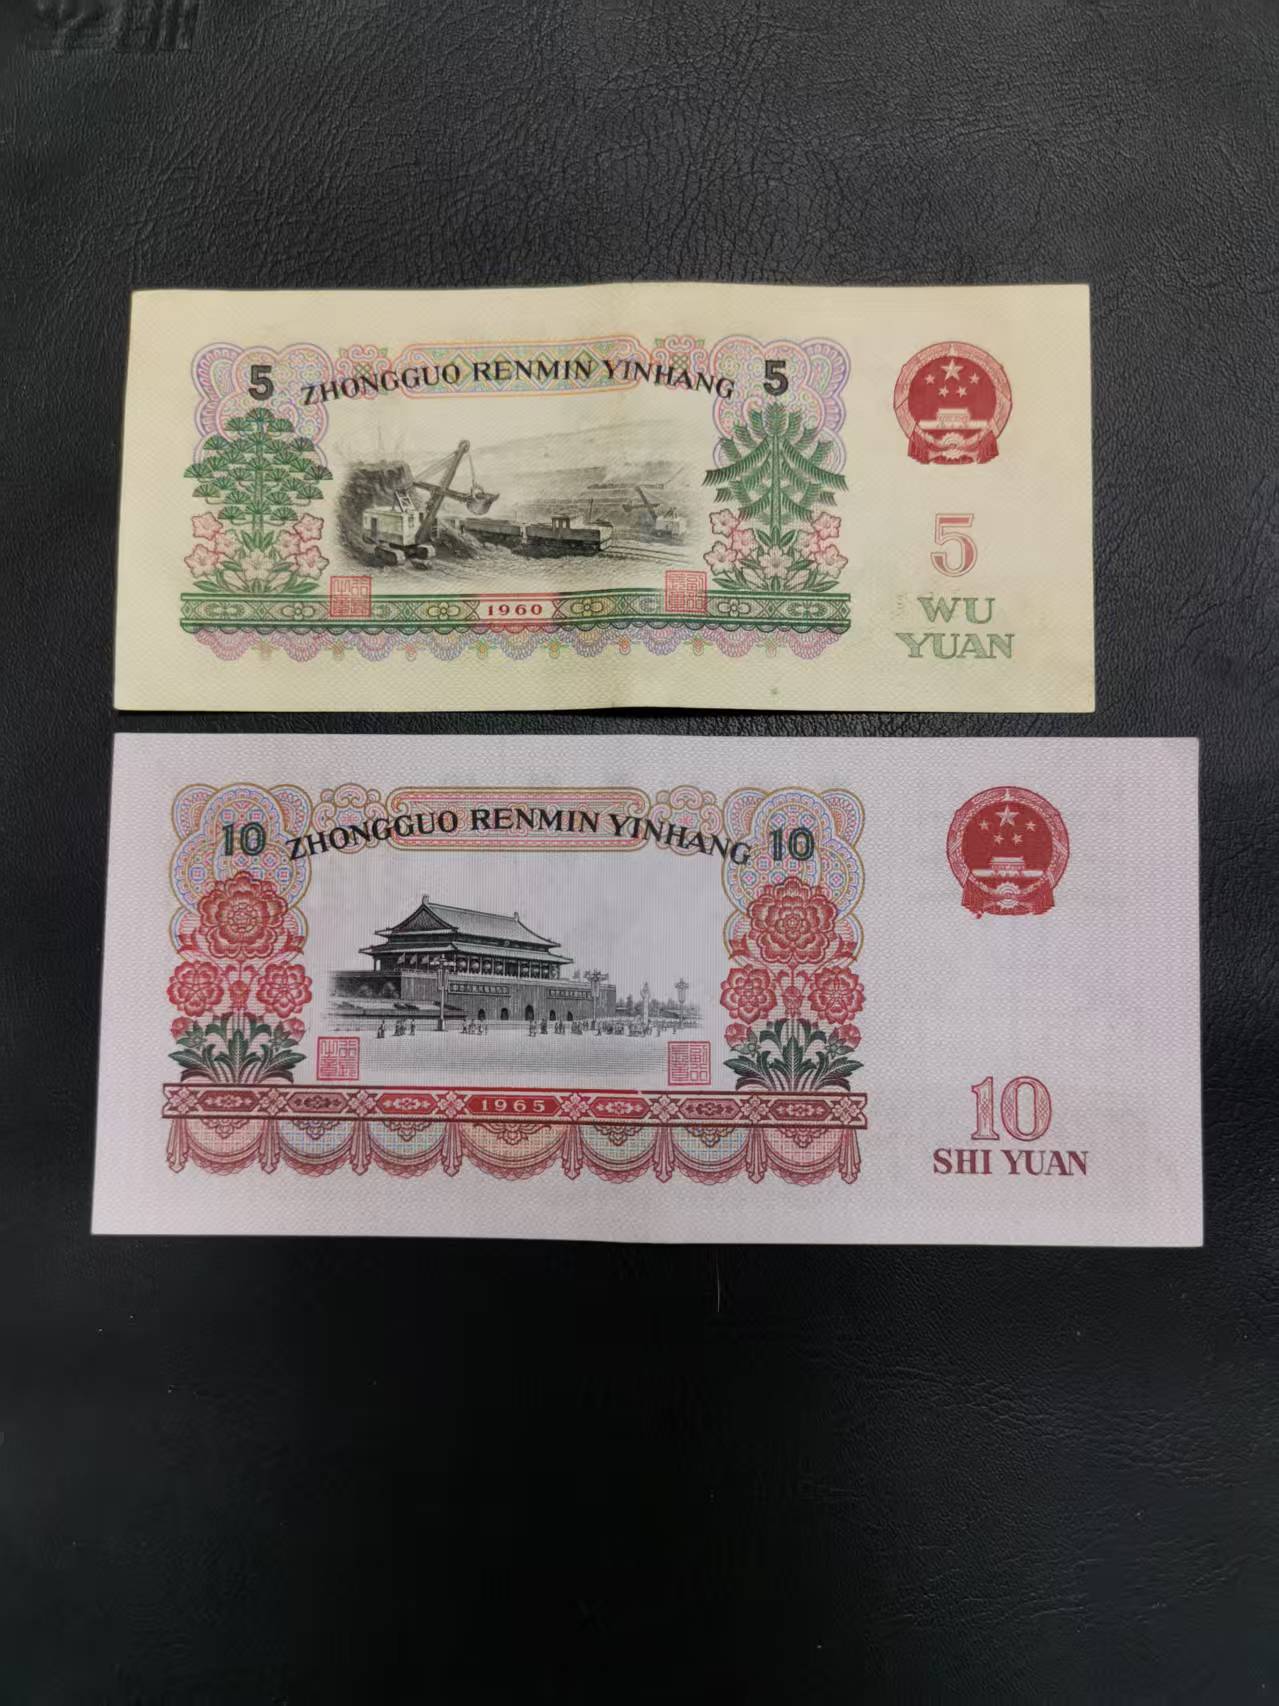 5 ZHONGGUO RENMIN YINHANG 5
5
1960
WU
YUAN
10 ZHONGGUO RENMIN YINHANG 10
1965
10
SHI YUAN